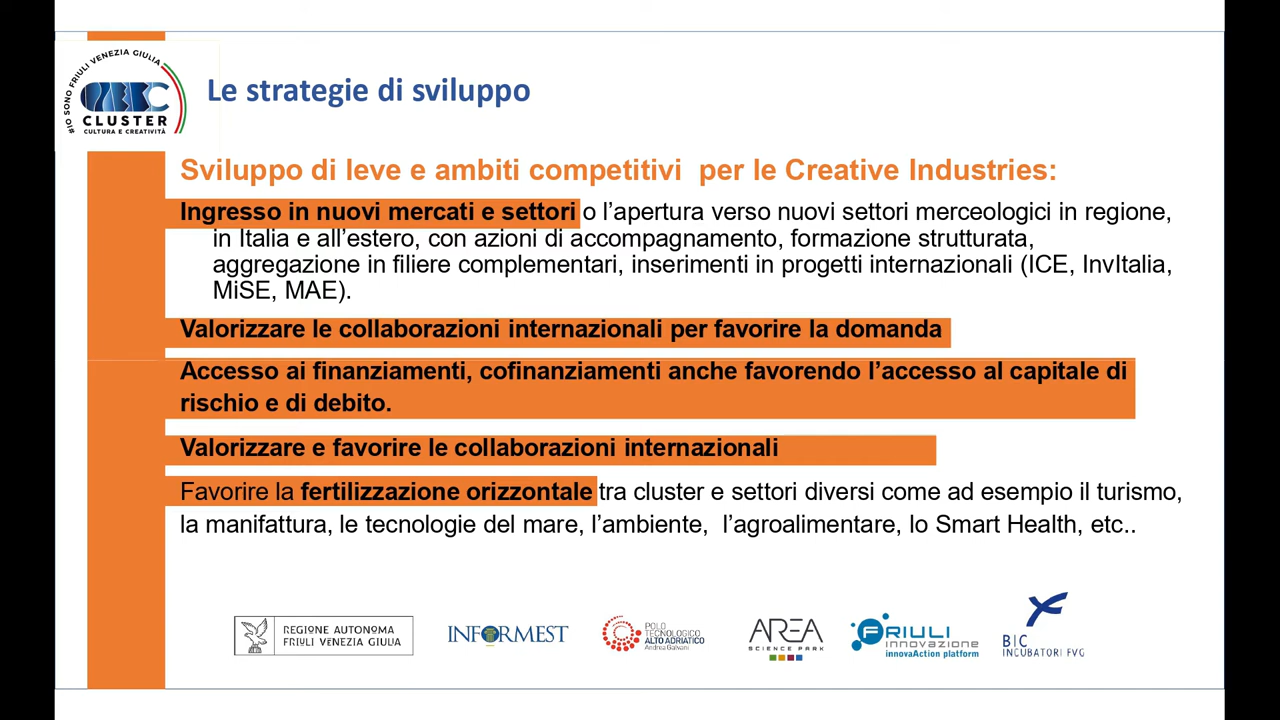 #IO SONO FRIULI VENEZIA GIULIA
CLUSTER
CULTURA E CREATIVITÀ
Le strategie di sviluppo
Sviluppo di leve e ambiti competitivi per le Creative Industries:
Ingresso in nuovi mercati e settori o l’apertura verso nuovi settori merceologici in regione,
in Italia e all’estero, con azioni di accompagnamento, formazione strutturata,
aggregazione in filiere complementari, inserimenti in progetti internazionali (ICE, InvItalia,
MiSE, MAE).
Valorizzare le collaborazioni internazionali per favorire la domanda
Accesso ai finanziamenti, cofinanziamenti anche favorendo l’accesso al capitale di
rischio e di debito.
Valorizzare e favorire le collaborazioni internazionali
Favorire la fertilizzazione orizzontale tra cluster e settori diversi come ad esempio il turismo,
la manifattura, le tecnologie del mare, l’ambiente, l’agroalimentare, lo Smart Health, etc..
REGIONE AUTONOMA
FRIULI VENEZIA GIULIA
INFORMEST
POLO
TECNOLOGICO
ALTO ADRIATICO
Andrea Galvani
AREA
SCIENCE PARK
FRIULI
innovazione
innovaAction platform
BIC
INCUBATORI FVG